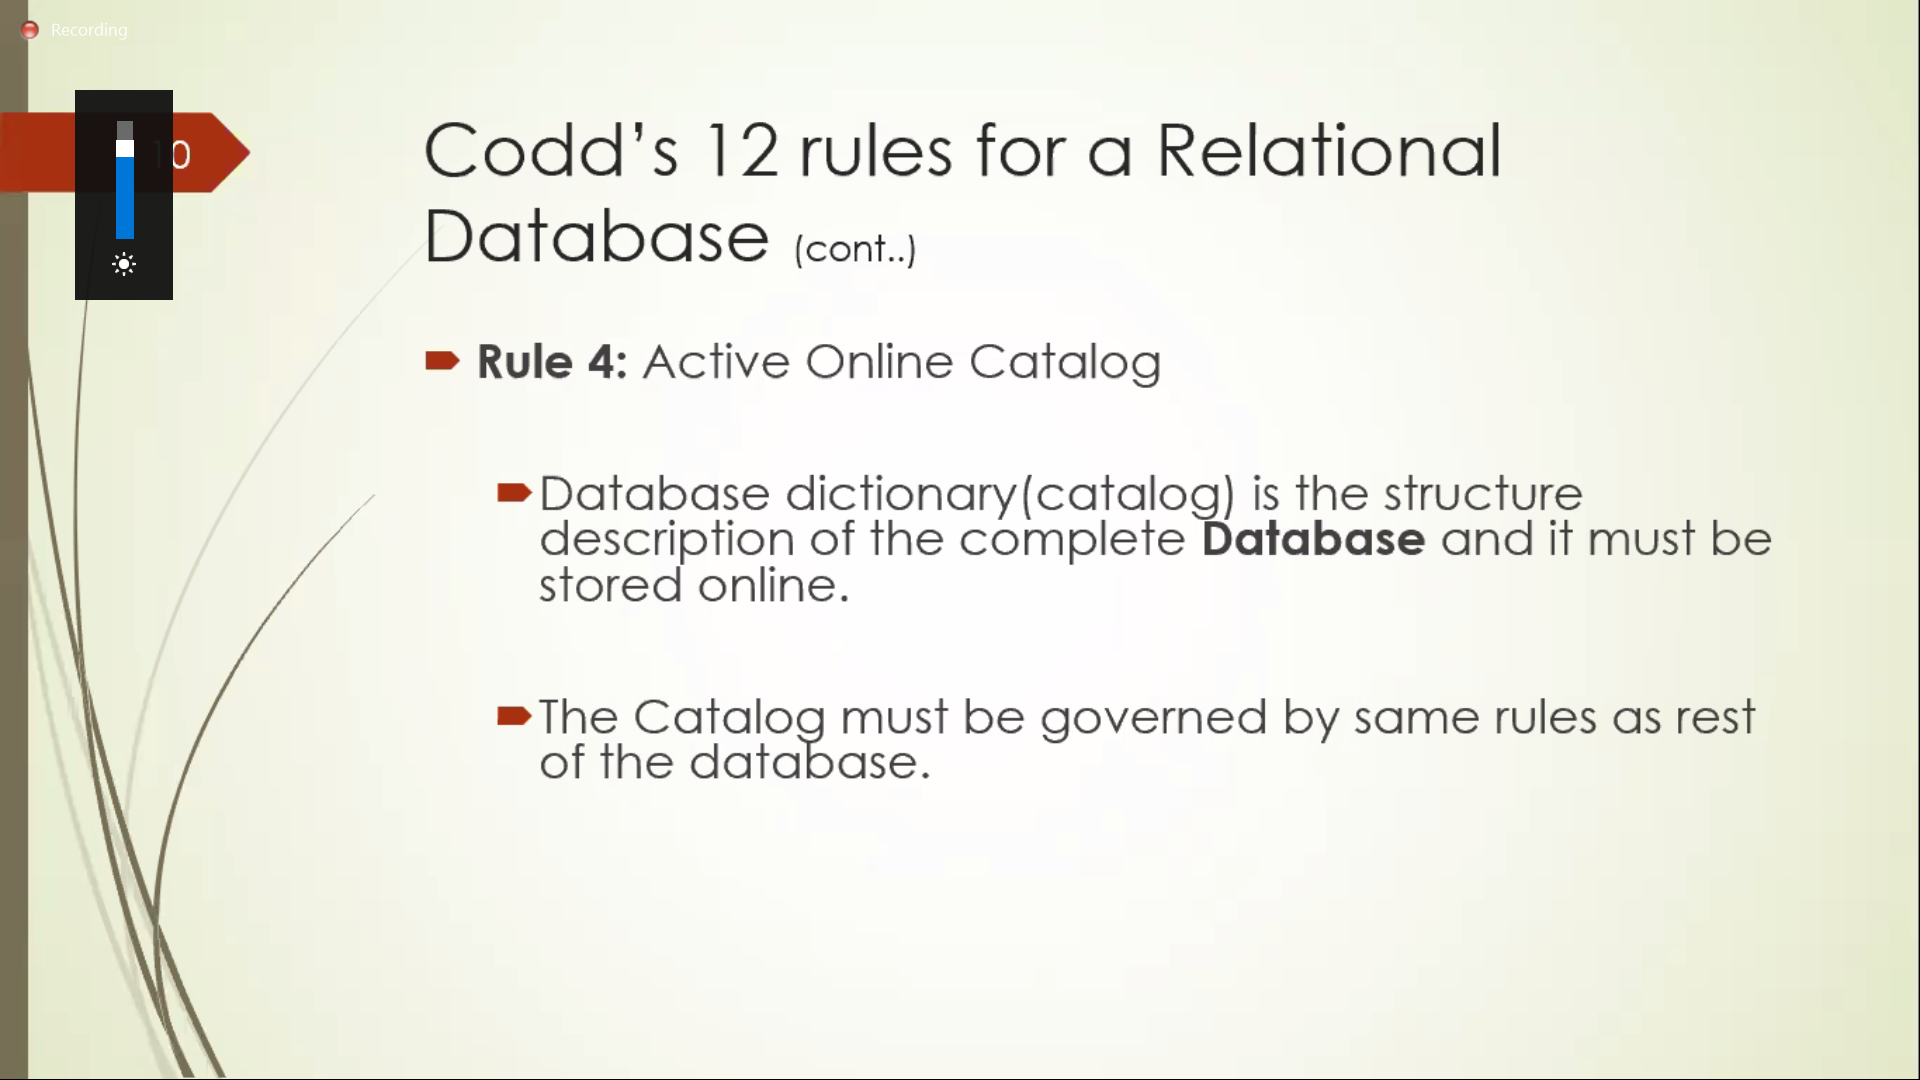 Recording
10
Codd’s 12 rules for a Relational
Database (cont..)
Rule 4: Active Online Catalog
Database dictionary(catalog) is the structure
description of the complete Database and it must be
stored online.
The Catalog must be governed by same rules as rest
of the database.